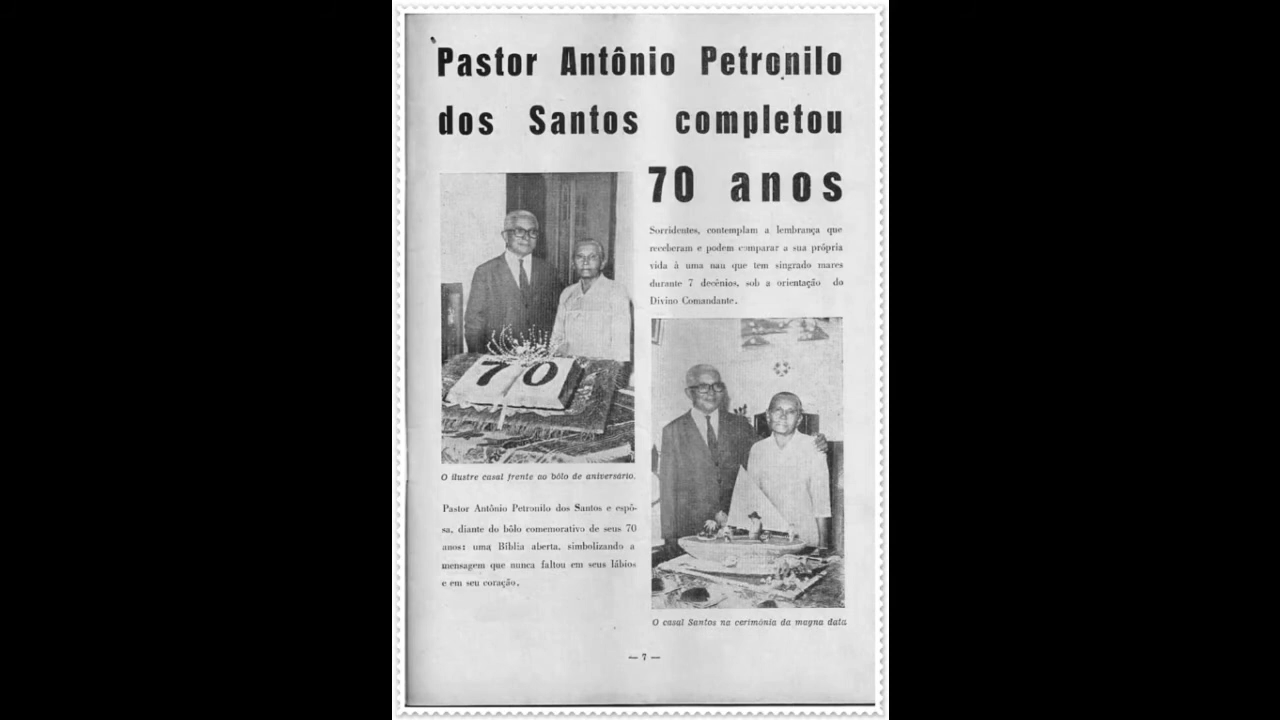 Pastor Antônio Petronilo
dos Santos completou
70 anos
Sorridentes, contemplam a lembrança que
receberam e podem comparar a sua própria
vida à uma nau que tem singrado mares
durante 7 decênios, sob a orientação do
Divino Comandante.
70
O ilustre casal frente ao bôlo de aniversário.
Pastor Antônio Petronilo dos Santos e espô-
sa, diante do bôlo comemorativo de seus 70
anos: uma Bíblia aberta, simbolizando a
mensagem que nunca faltou em seus lábios
e em seu coração.
O casal Santos na cerimônia da magna data
— 7 —